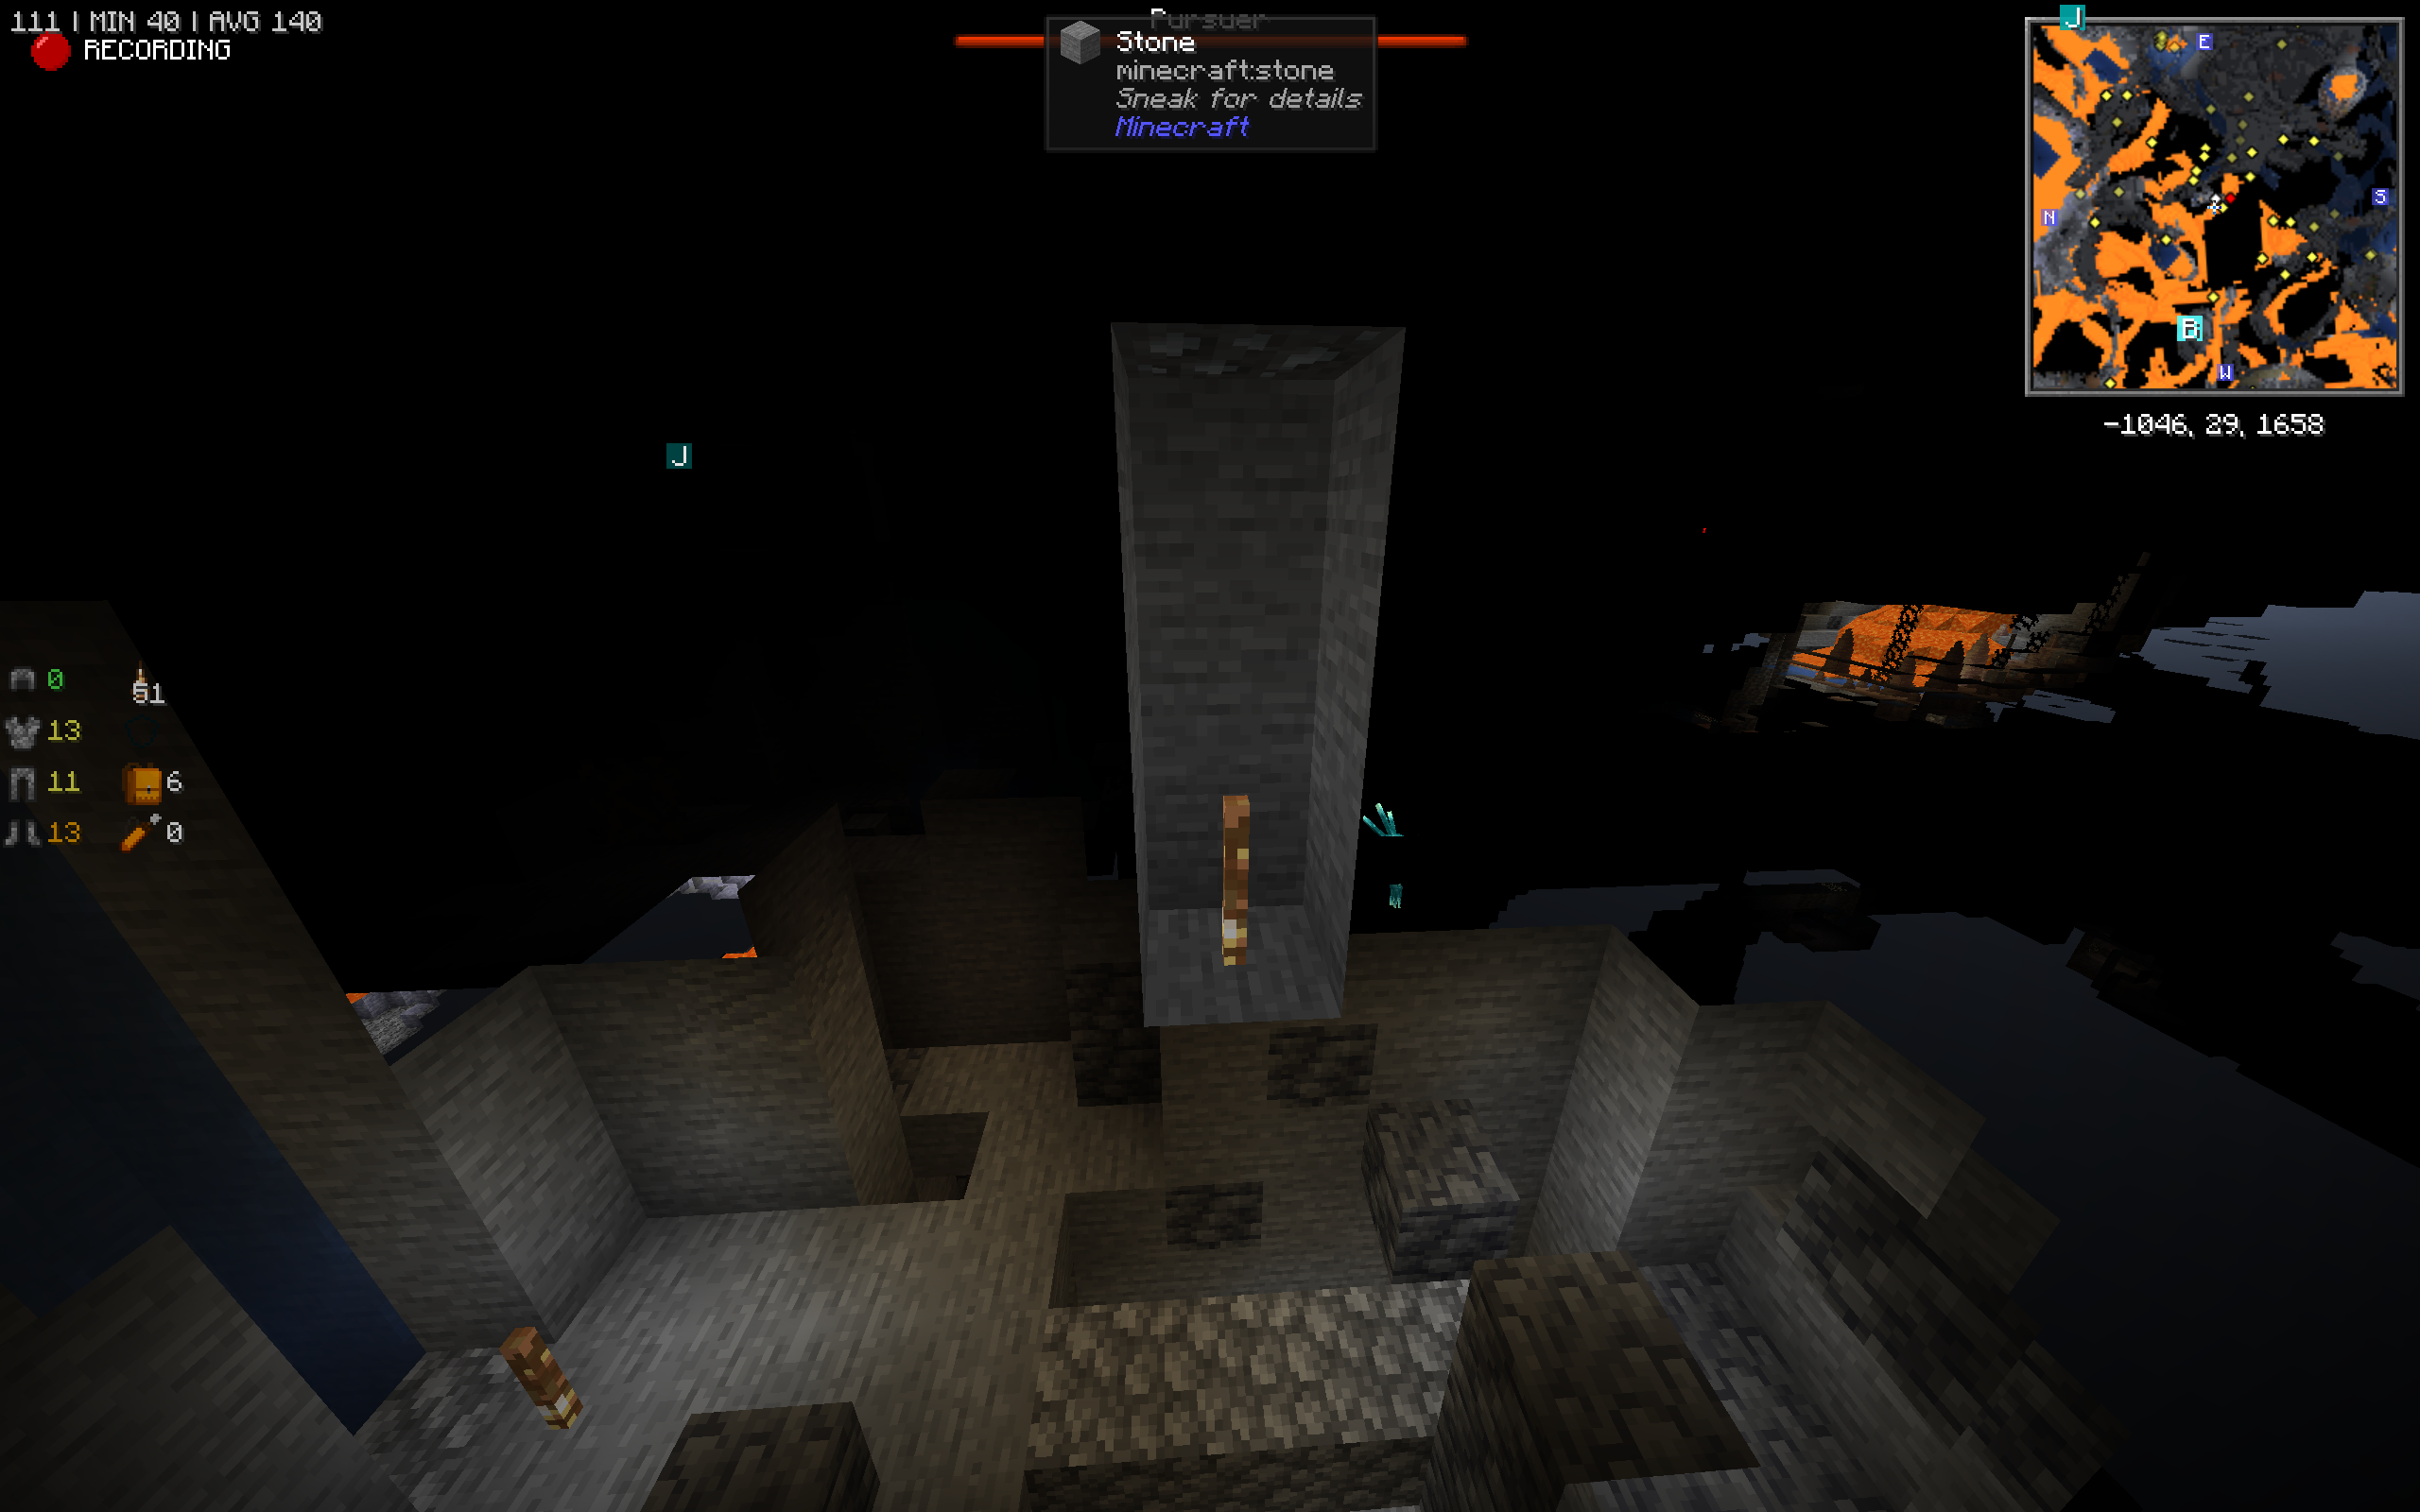 111 | MIN 40 | AVG 140
RECORDING
Pursuer
Stone
minecraft:stone
Sneak for details
Minecraft
J
E
S
N
W
-1046, 29, 1658
J
0
51
13
11
6
13
0